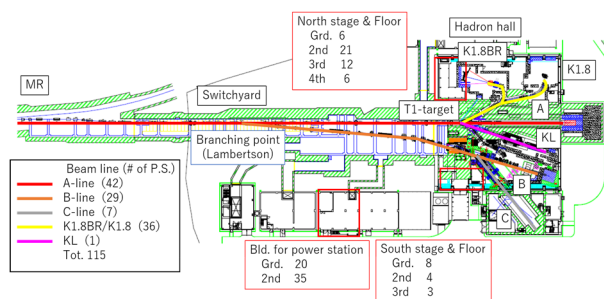 North stage & Floor
Grd. 6
2nd 21
3rd 12
4th 6
Hadron hall
K1.8BR
K1.8
MR
Switchyard
T1-target
A
KL
Branching point
(Lambertson)
Beam line (# of P.S.)
A-line (42)
B-line (29)
C-line (7)
K1.8BR/K1.8 (36)
KL (1)
Tot. 115
B
C
Bld. for power station
Grd. 20
2nd 35
South stage & Floor
Grd. 8
2nd 4
3rd 3